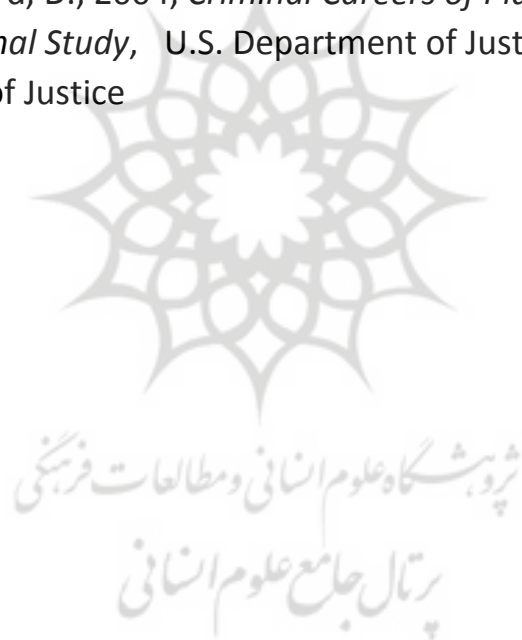 D., 2004, Criminal Careers of
nal Study, U.S. Department of Just
of Justice
پژوهشگاه علوم انسانی و مطالعات فرهنگی
پرتال جامع علوم انسانی